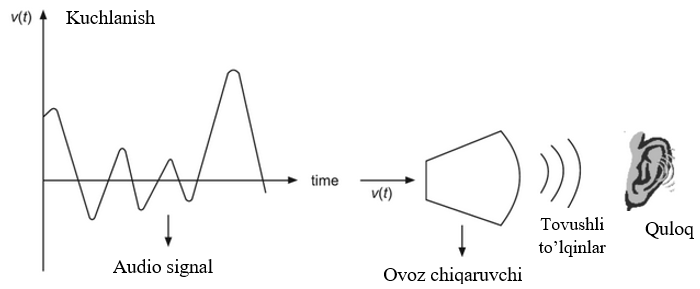 v(t)
Kuchlanish
time
v(t)
Audio signal
Ovoz chiqaruvchi
Tovushli
to’lqinlar
Quloq